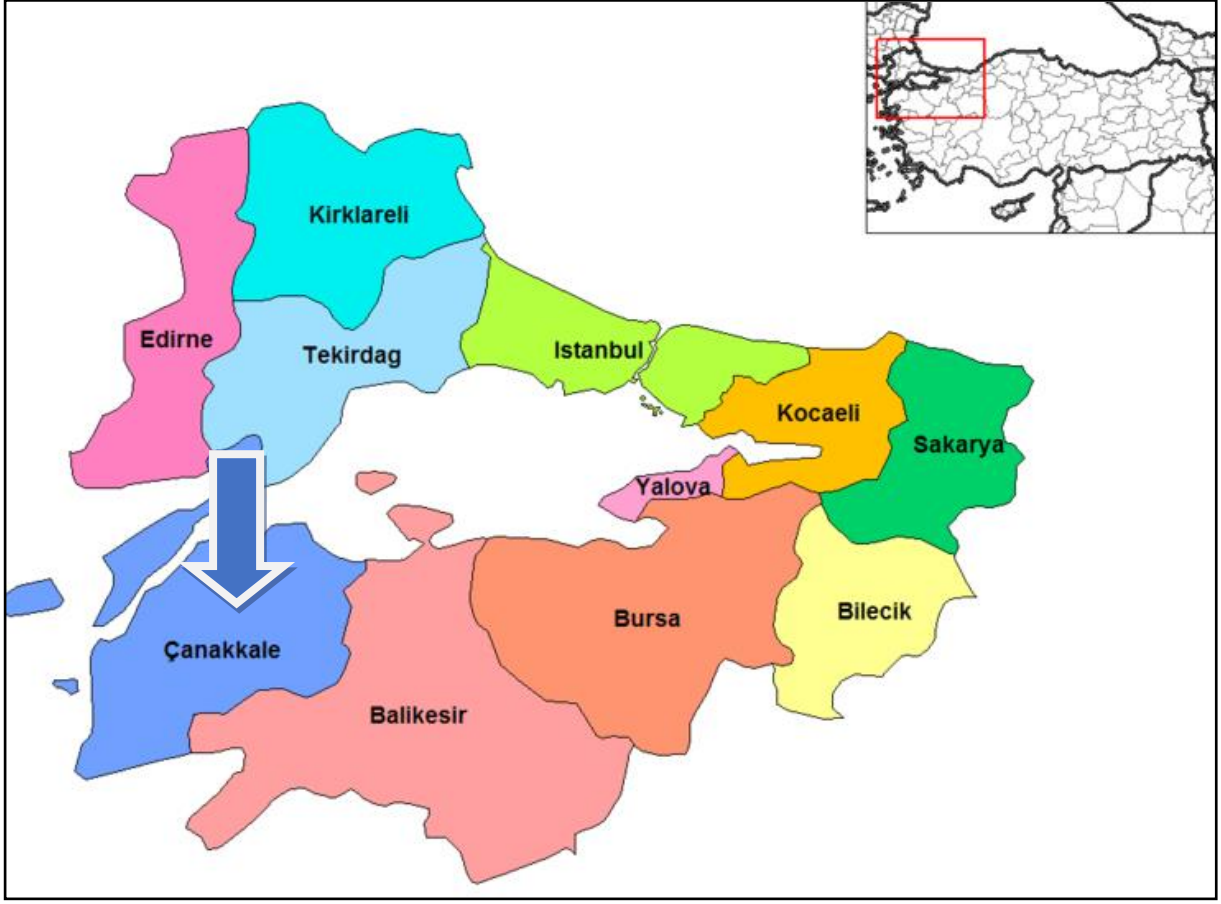 Kirklareli
Edirne
Tekirdag
Istanbul
Kocaeli
Sakarya
Yalova
Bursa
Bilecik
Çanakkale
Balikesir